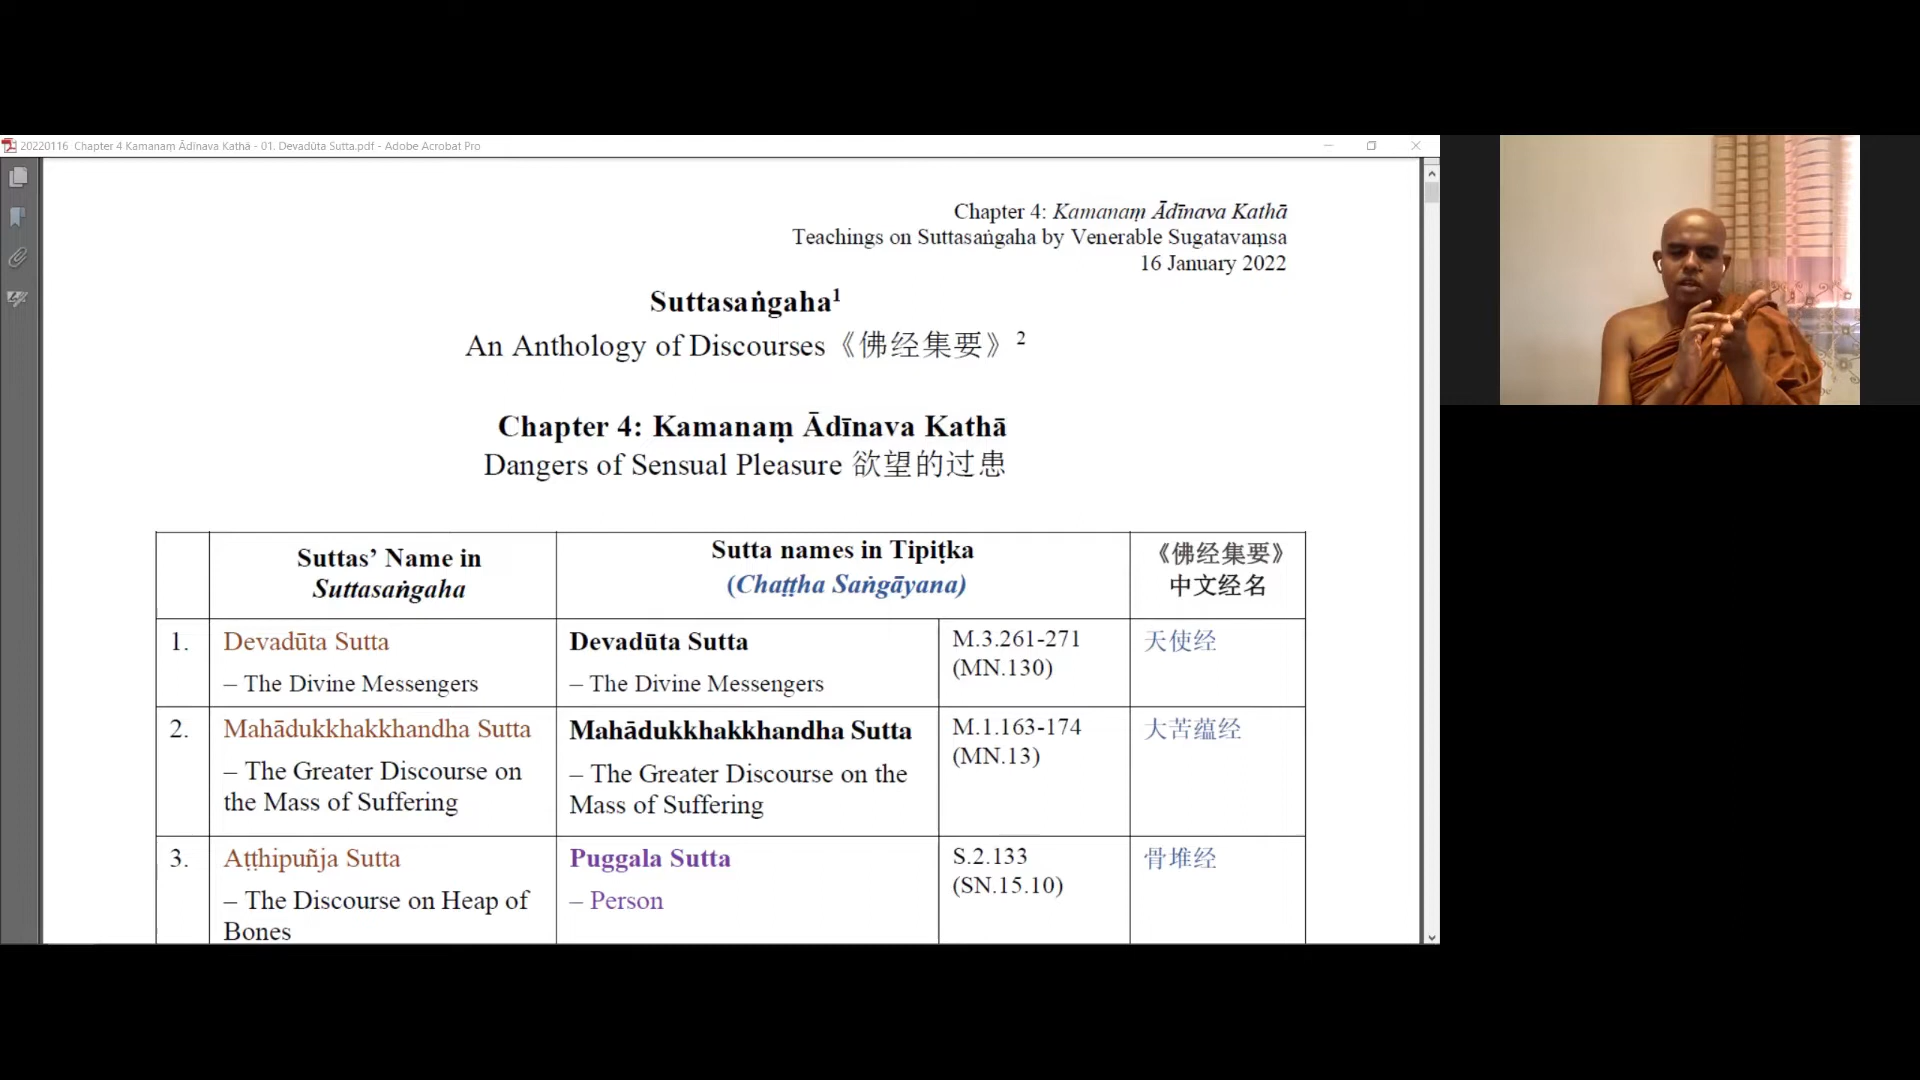 20220116 Chapter 4 Kamanaṃ Ādīnava Kathā - 01. Devadūta Sutta.pdf - Adobe Acrobat Pro
Chapter 4: Kamanaṃ Ādīnava Kathā
Teachings on Suttasaṅgaha by Venerable Sugatavaṃsa
16 January 2022
Suttasaṅgaha1
An Anthology of Discourses《佛经集要》2
Chapter 4: Kamanaṃ Ādīnava Kathā
Dangers of Sensual Pleasure 欲望的过患
Suttas’ Name in
Suttasaṅgaha
Sutta names in Tipiṭka
(Chaṭṭha Saṅgāyana)
《佛经集要》
中文经名
1.
Devadūta Sutta
– The Divine Messengers
Devadūta Sutta
– The Divine Messengers
M.3.261-271
(MN.130)
天使经
2.
Mahādukkhakkhandha Sutta
– The Greater Discourse on
the Mass of Suffering
Mahādukkhakkhandha Sutta
– The Greater Discourse on the
Mass of Suffering
M.1.163-174
(MN.13)
大苦蕴经
3.
Aṭṭhipuñja Sutta
– The Discourse on Heap of
Bones
Puggala Sutta
– Person
S.2.133
(SN.15.10)
骨堆经